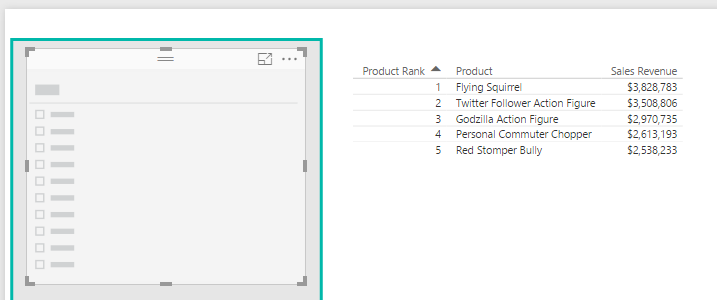 Product Rank Product Sales Revenue
1 Flying Squirrel $3,828,783
2 Twitter Follower Action Figure $3,508,806
3 Godzilla Action Figure $2,970,735
4 Personal Commuter Chopper $2,613,193
5 Red Stomper Bully $2,538,233